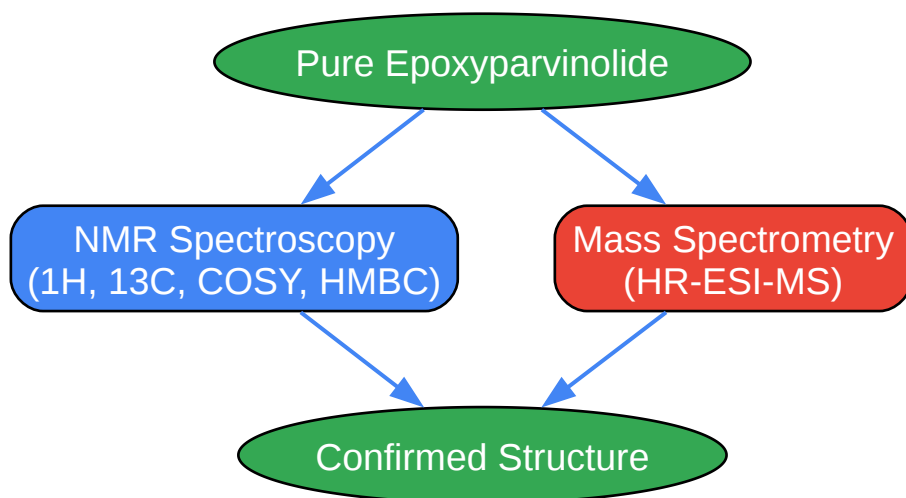 Pure Epoxyparvinolide
NMR Spectroscopy
(1H, 13C, COSY, HMBC)
Mass Spectrometry
(HR-ESI-MS)
Confirmed Structure